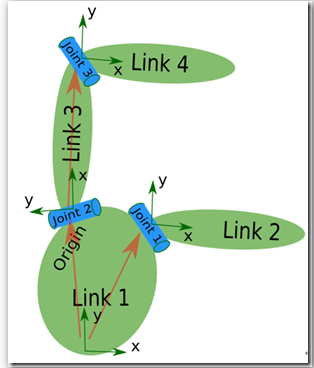 y
Joint 3
x
Link 4
Link 3
x
y
y
Joint 2
Joint 1
x
Link 2
Origin
Link 1
y
x